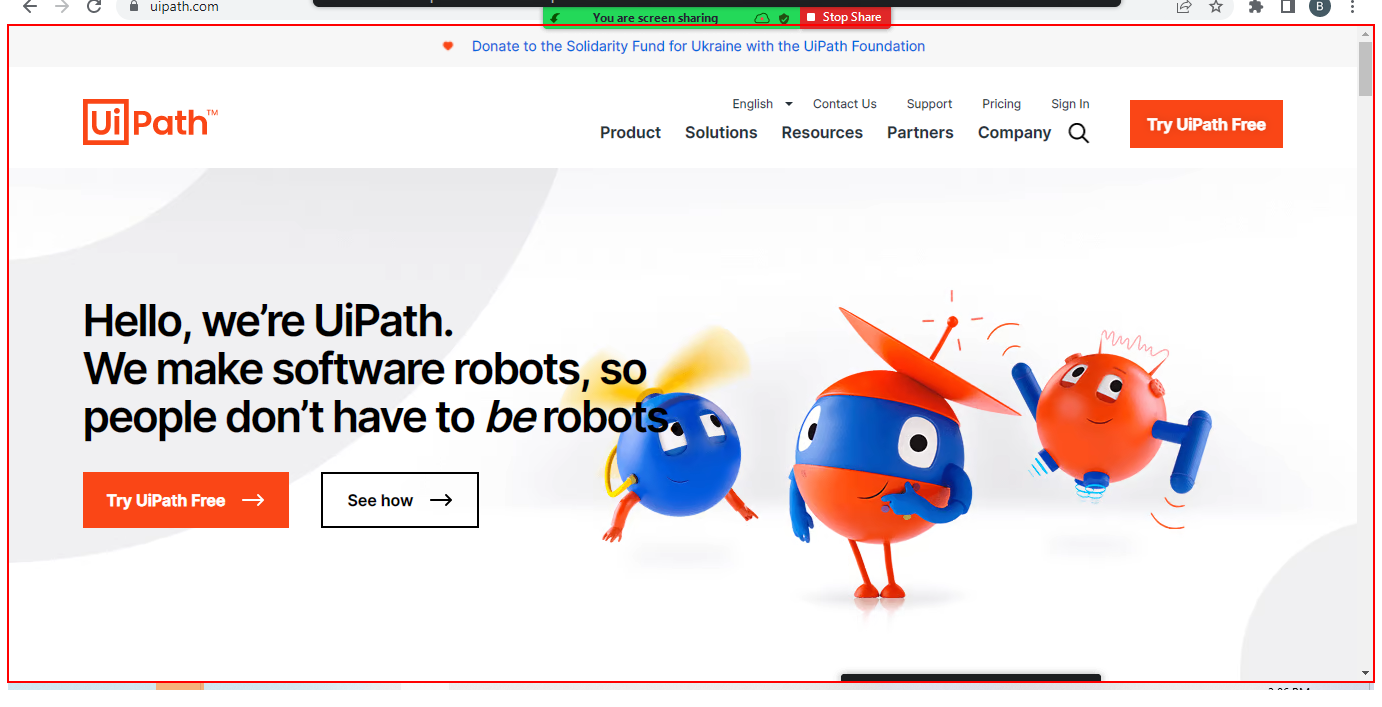 uipath.com
You are screen sharing
Stop Share
B
Donate to the Solidarity Fund for Ukraine with the UiPath Foundation
English Contact Us Support Pricing Sign In
UiPath™
Product Solutions Resources Partners Company
Try UiPath Free
Hello, we’re UiPath.
We make software robots, so
people don’t have to be robots.
Try UiPath Free → See how →